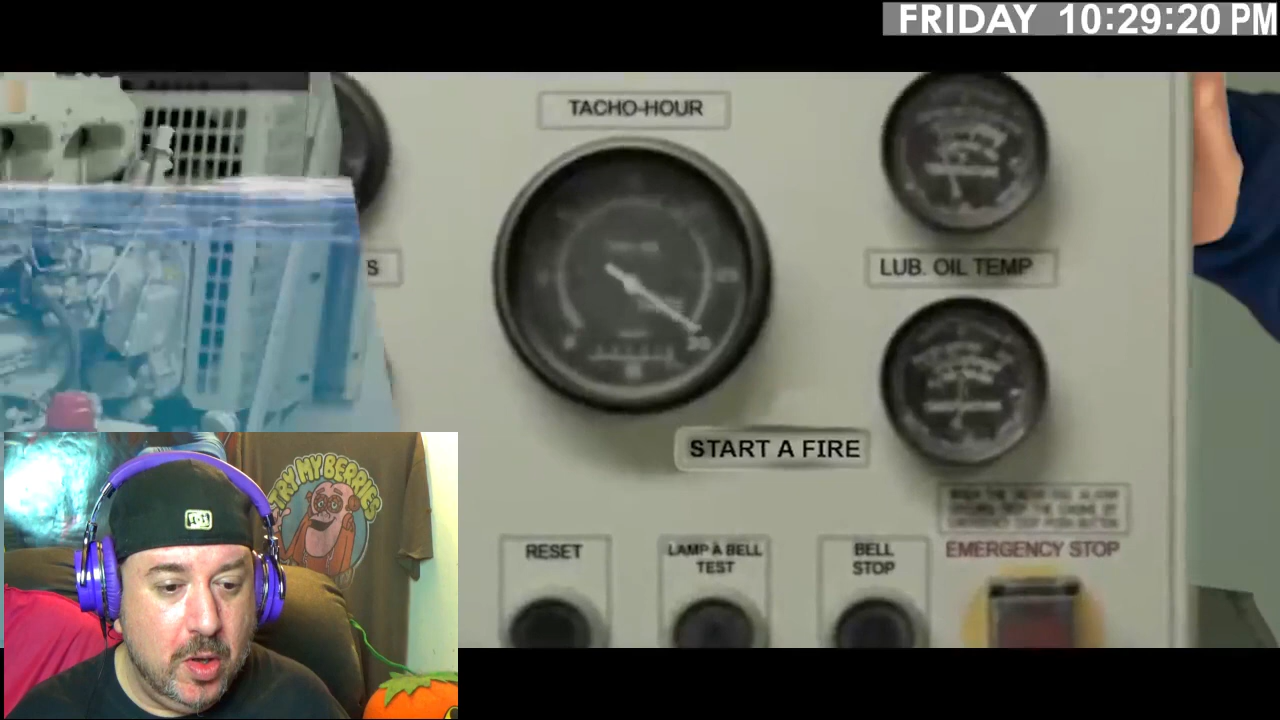 FRIDAY 10:29:20 PM
TACHO-HOUR
S
LUB. OIL TEMP
START A FIRE
RESET
LAMP À BELL
TEST
BELL
STOP
EMERGENCY STOP
TRY MY BERRIES